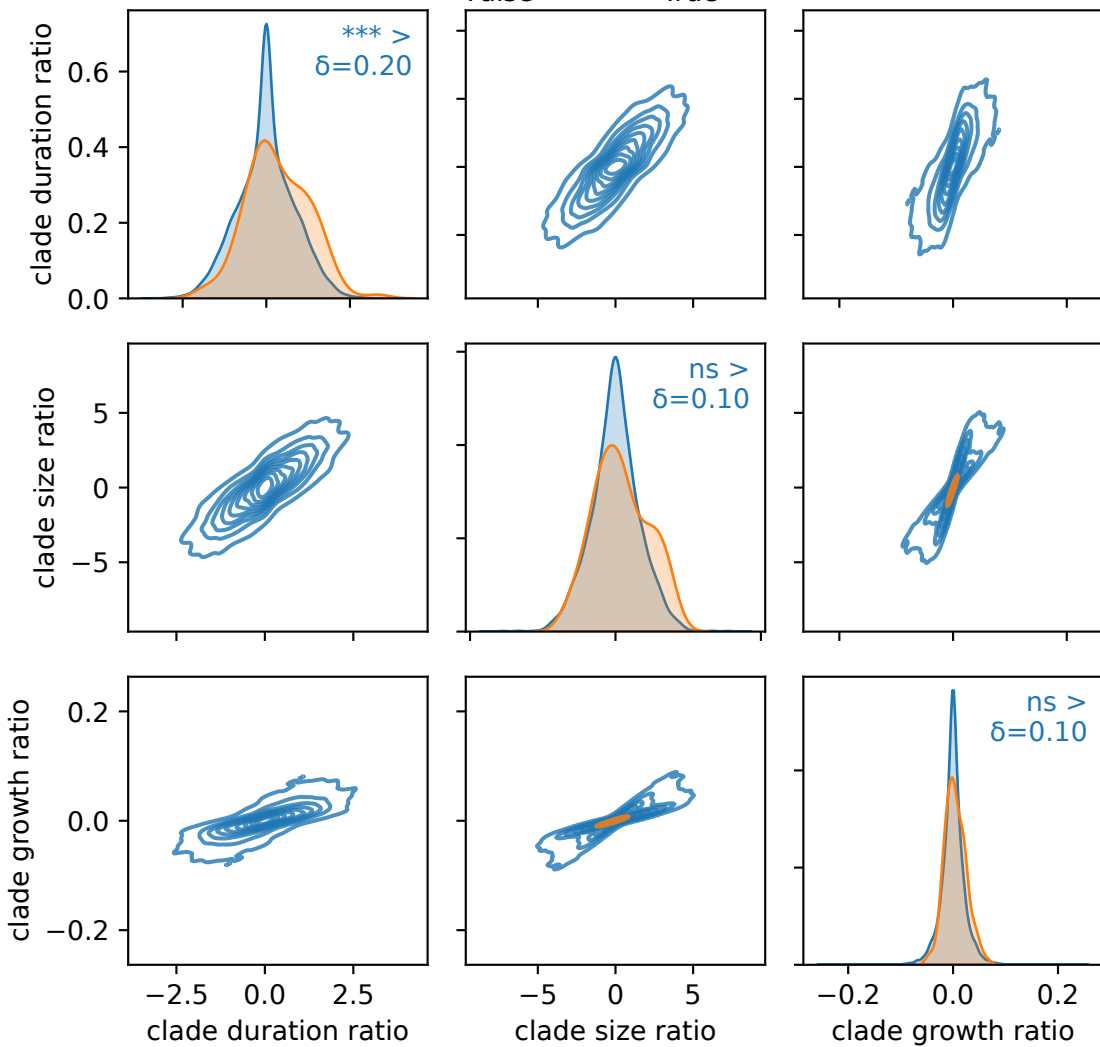 clade duration ratio
0.6
0.4
0.2
0.0
*** >
δ=0.20
clade size ratio
5
0
−5
ns >
δ=0.10
clade growth ratio
0.2
0.0
−0.2
ns >
δ=0.10
−2.5 0.0 2.5
clade duration ratio
−5 0 5
clade size ratio
−0.2 0.0 0.2
clade growth ratio